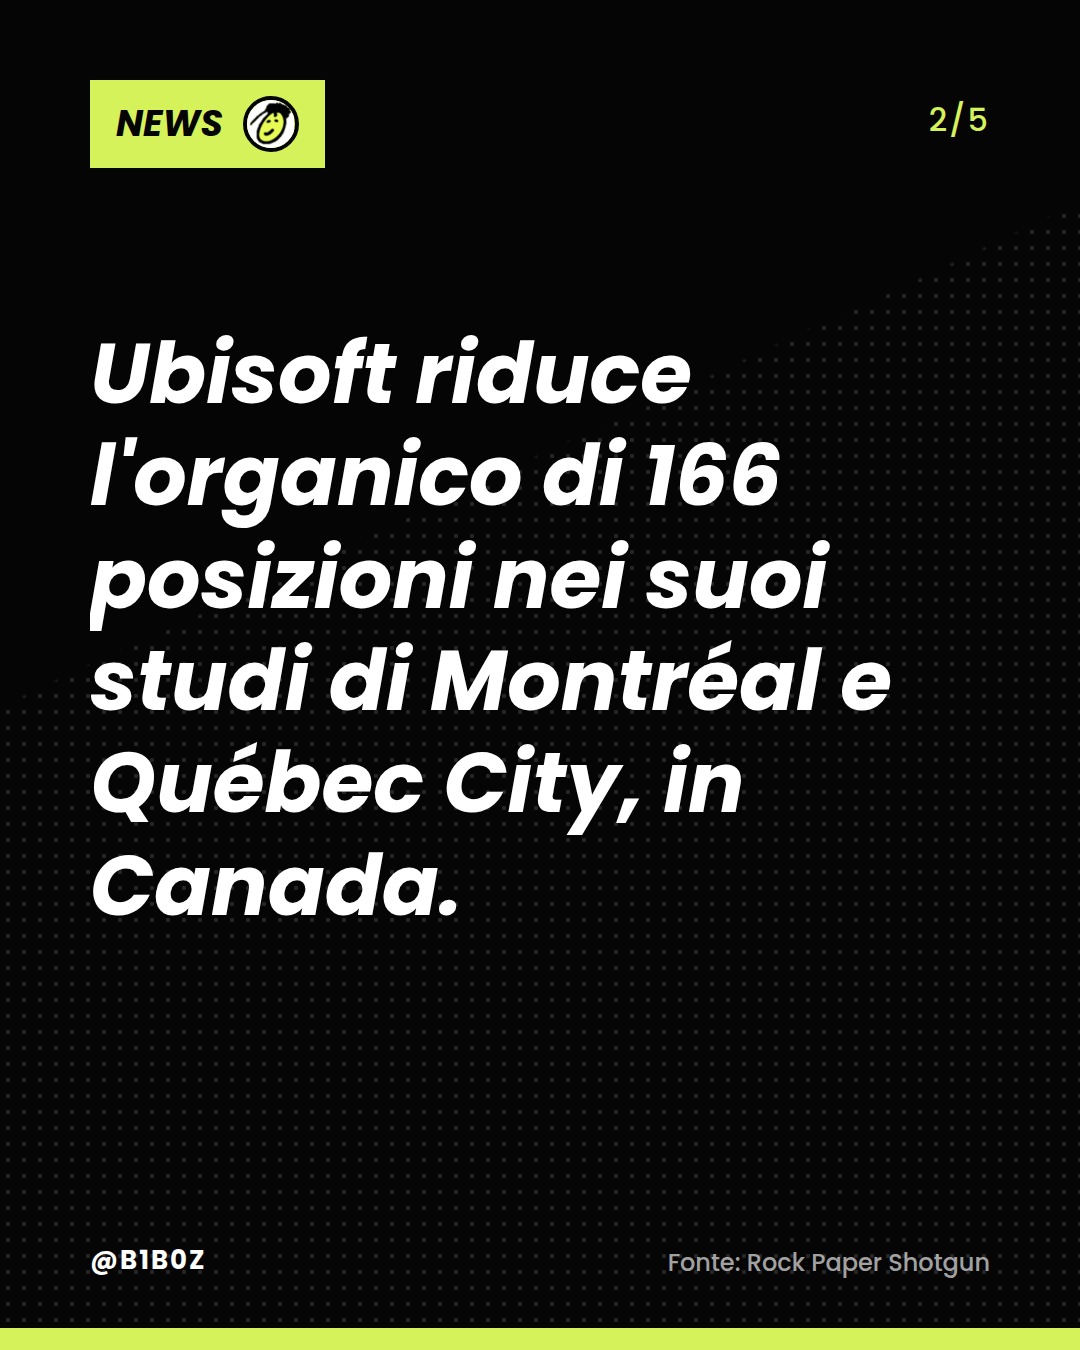 NEWS
2/5
Ubisoft riduce
l'organico di 166
posizioni nei suoi
studi di Montréal e
Québec City, in
Canada.
@B1B0Z
Fonte: Rock Paper Shotgun